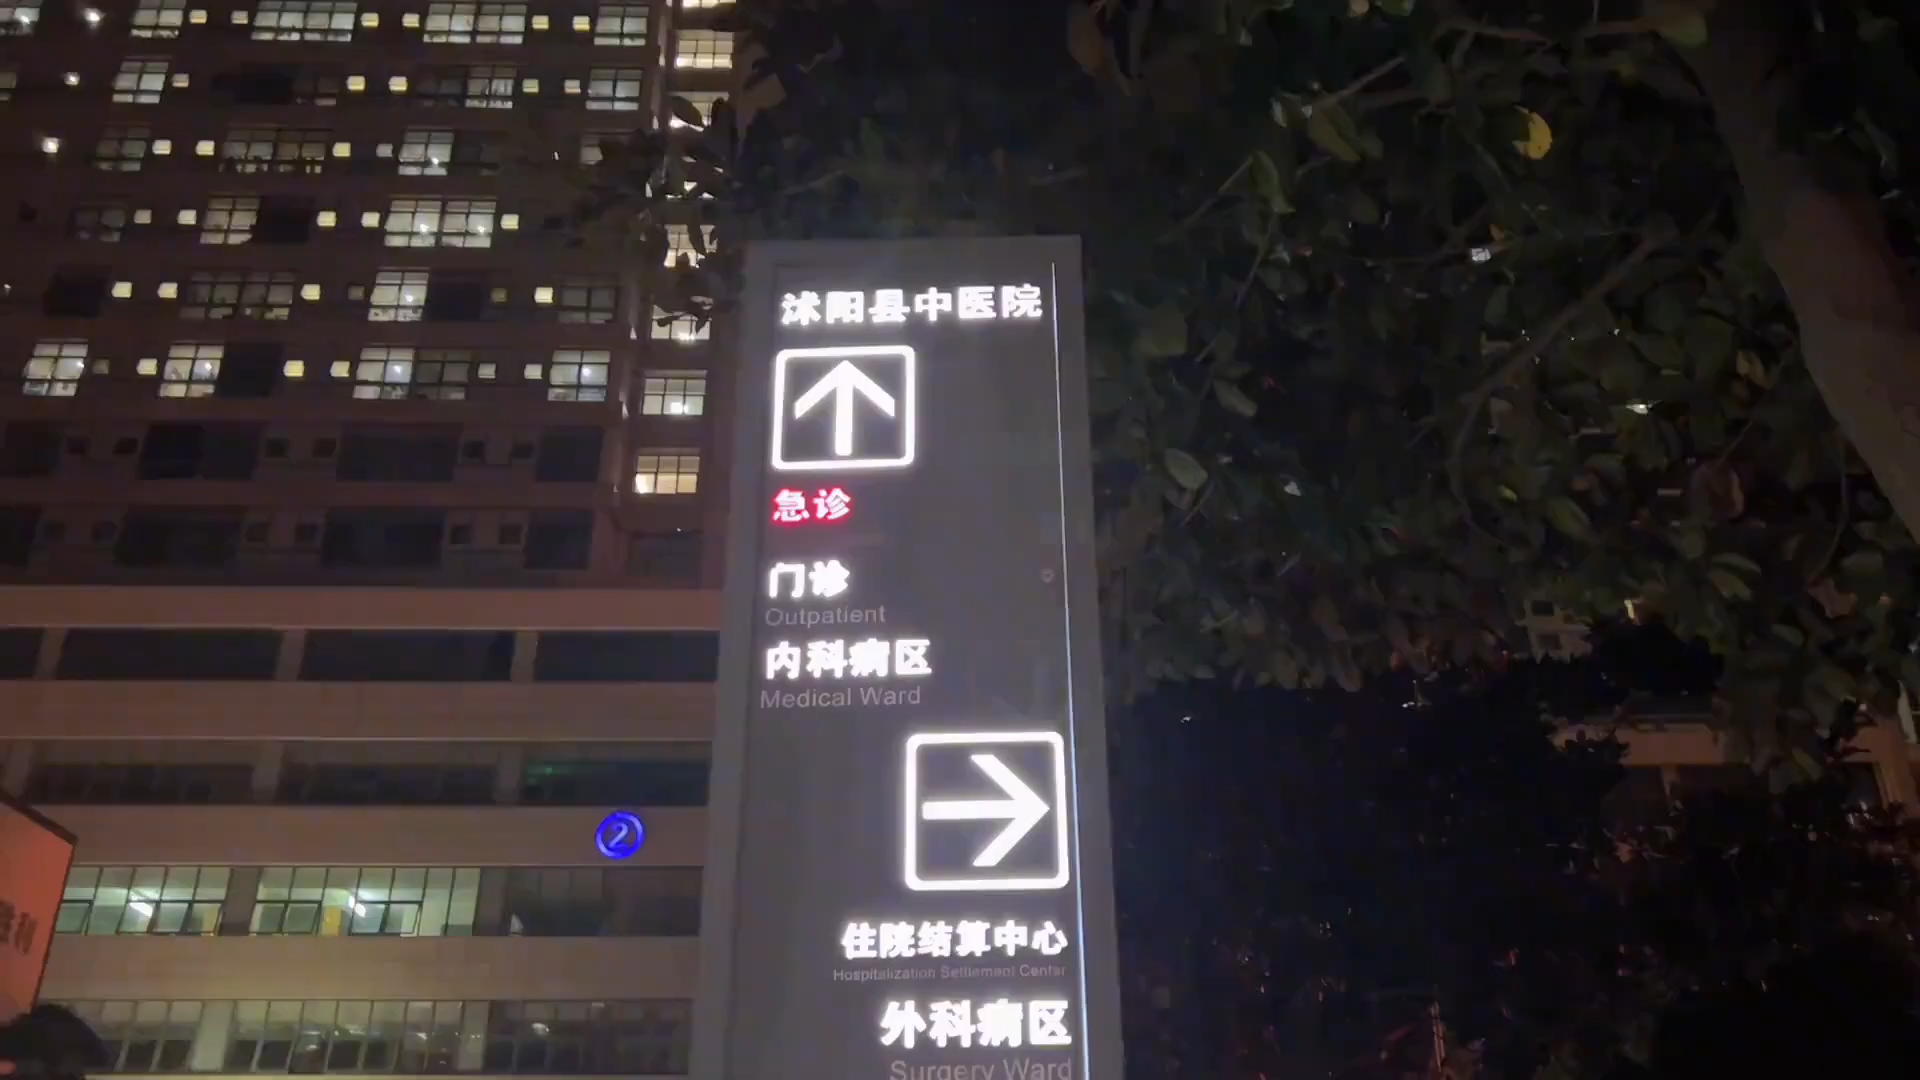 沭阳县中医院
急诊
门诊
Outpatient
内科病区
Medical Ward
②
住院结算中心
Hospitalization Settlement Center
外科病区
Surgery Ward